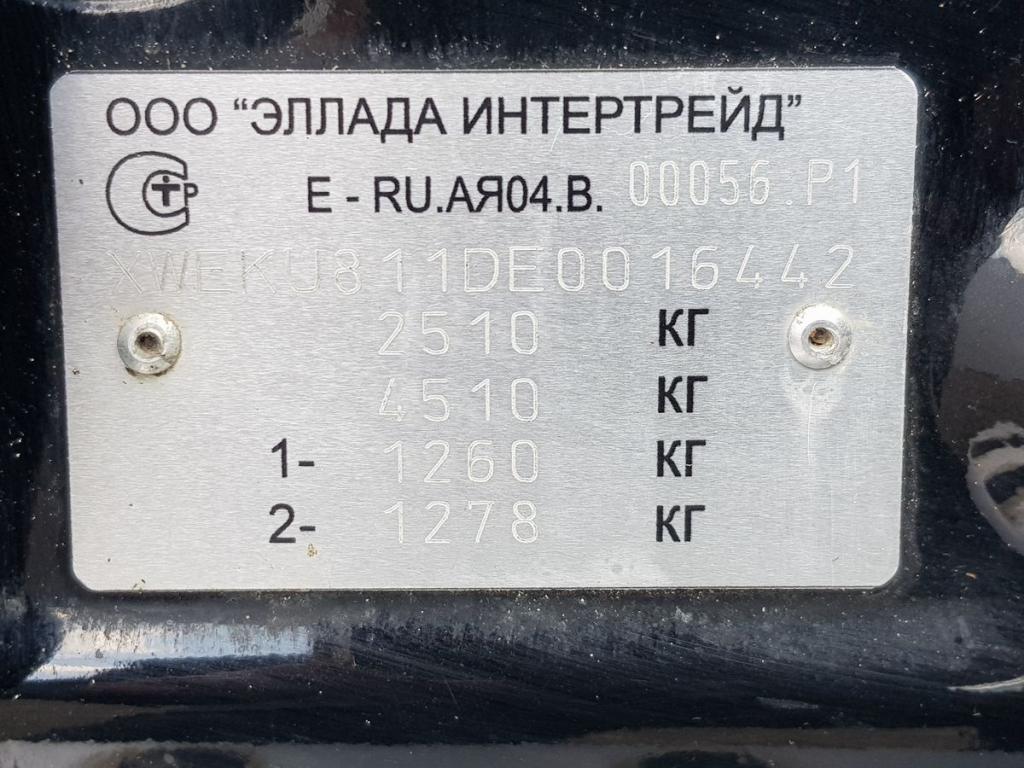 ООО “ЭЛЛАДА ИНТЕРТРЕЙД”
Е - RU.АЯ04.В. 00056.Р1
XWEKU811DE0016442
2510 КГ
4510 КГ
1- 1260 КГ
2- 1278 КГ